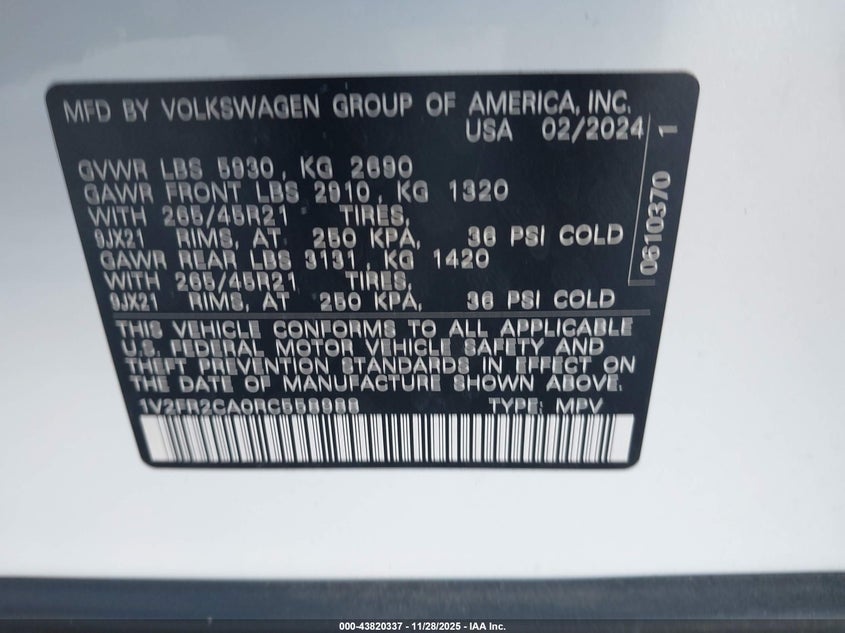 MFD BY VOLKSWAGEN GROUP OF AMERICA, INC.
USA 02/2024
GVWR LBS 5930, KG 2690
GAWR FRONT LBS 2910, KG 1320
WITH 265/45R21 TIRES,
9JX21 RIMS, AT 250 KPA, 36 PSI COLD
GAWR REAR LBS 3131, KG 1420
WITH 265/45R21 TIRES,
9JX21 RIMS, AT 250 KPA, 36 PSI COLD
0610370 1
THIS VEHICLE CONFORMS TO ALL APPLICABLE
U.S. FEDERAL MOTOR VEHICLE SAFETY AND
THEFT PREVENTION STANDARDS IN EFFECT ON
THE DATE OF MANUFACTURE SHOWN ABOVE.
1V2FR2CA0RC558988 TYPE: MPV
000-43820337 - 11/28/2025 - IAA Inc.